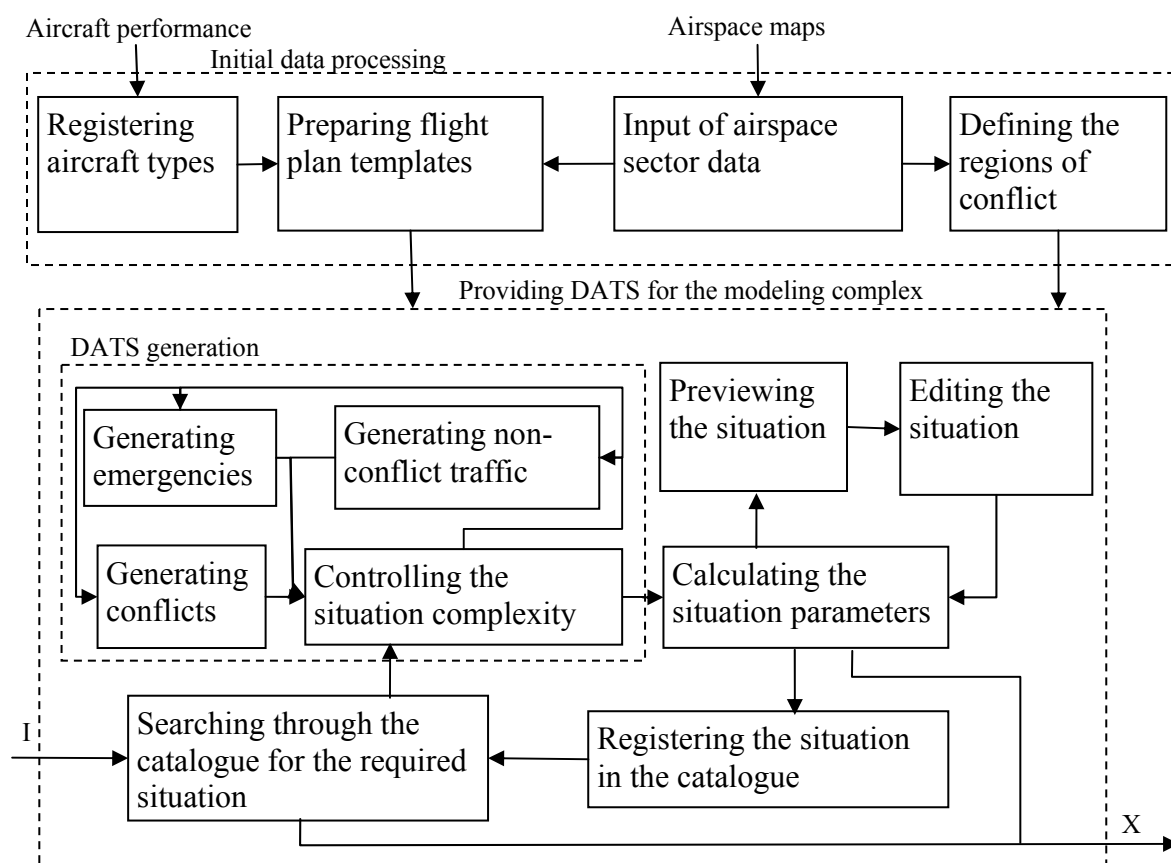 Aircraft performance
Airspace maps
Initial data processing
Registering
aircraft types
Preparing flight
plan templates
Input of airspace
sector data
Defining the
regions of
conflict
Providing DATS for the modeling complex
DATS generation
Generating
emergencies
Generating non-
conflict traffic
Previewing
the situation
Editing the
situation
Generating
conflicts
Controlling the
situation complexity
Calculating the
situation parameters
I
Searching through the
catalogue for the required
situation
Registering the situation
in the catalogue
X